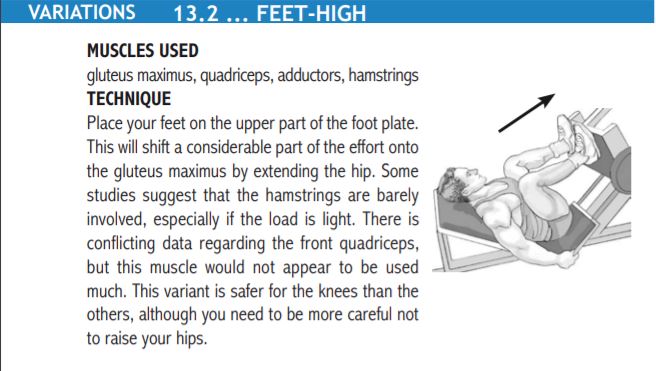 VARIATIONS 13.2 ... FEET-HIGH
MUSCLES USED
gluteus maximus, quadriceps, adductors, hamstrings
TECHNIQUE
Place your feet on the upper part of the foot plate.
This will shift a considerable part of the effort onto
the gluteus maximus by extending the hip. Some
studies suggest that the hamstrings are barely
involved, especially if the load is light. There is
conflicting data regarding the front quadriceps,
but this muscle would not appear to be used
much. This variant is safer for the knees than the
others, although you need to be more careful not
to raise your hips.